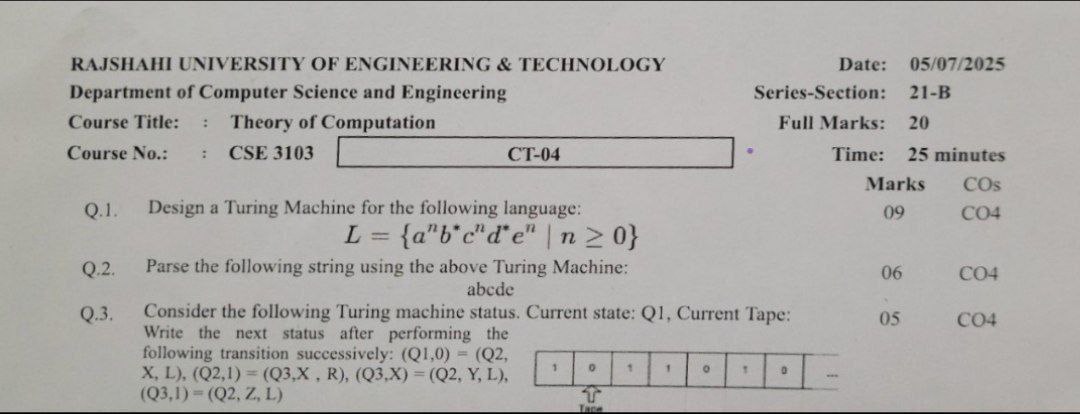 RAJSHAHI UNIVERSITY OF ENGINEERING & TECHNOLOGY Date: 05/07/2025
Department of Computer Science and Engineering Series-Section: 21-B
Course Title: : Theory of Computation Full Marks: 20
Course No.: : CSE 3103 CT-04 Time: 25 minutes
Marks COs
Q.1. Design a Turing Machine for the following language: 09 CO4
L = {aⁿb*cⁿd*eⁿ | n ≥ 0}
Q.2. Parse the following string using the above Turing Machine: 06 CO4
abcde
Q.3. Consider the following Turing machine status. Current state: Q1, Current Tape: 05 CO4
Write the next status after performing the
following transition successively: (Q1,0) = (Q2,
X, L), (Q2,1) = (Q3,X , R), (Q3,X) = (Q2, Y, L),
(Q3,1) = (Q2, Z, L)
1 0 1 1 0 1 0 ...
Tape